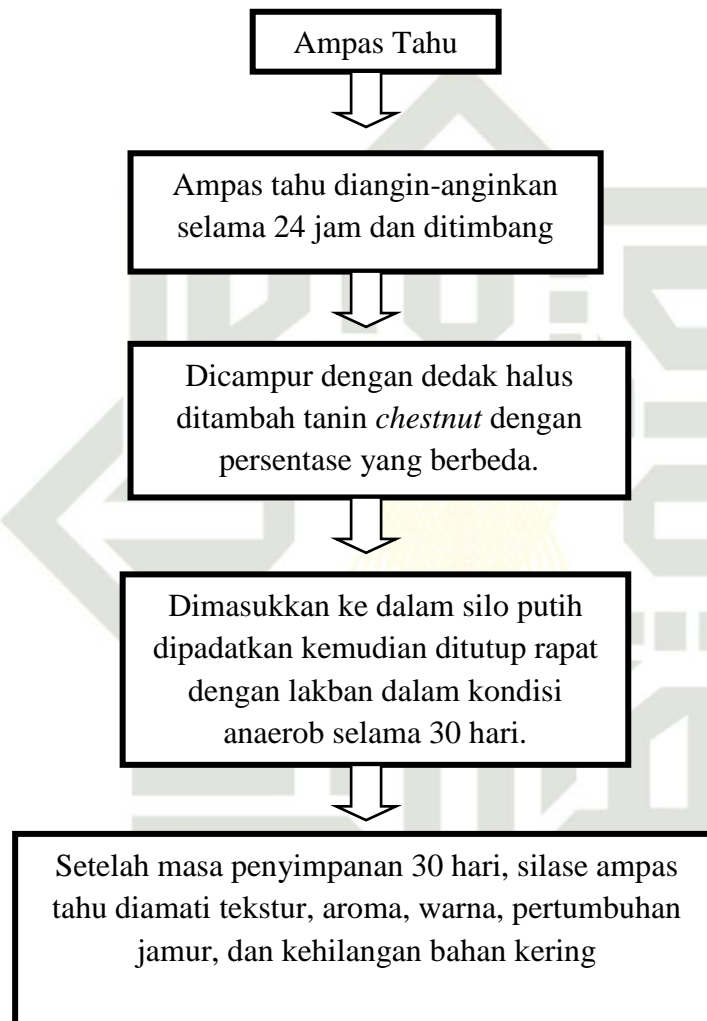 Ampas Tahu
Ampas tahu diangin-anginkan
selama 24 jam dan ditimbang
Dicampur dengan dedak halus
ditambah tanin chestnut dengan
persentase yang berbeda.
Dimasukkan ke dalam silo putih
dipadatkan kemudian ditutup rapat
dengan lakban dalam kondisi
anaerob selama 30 hari.
Setelah masa penyimpanan 30 hari, silase ampas
tahu diamati tekstur, aroma, warna, pertumbuhan
jamur, dan kehilangan bahan kering